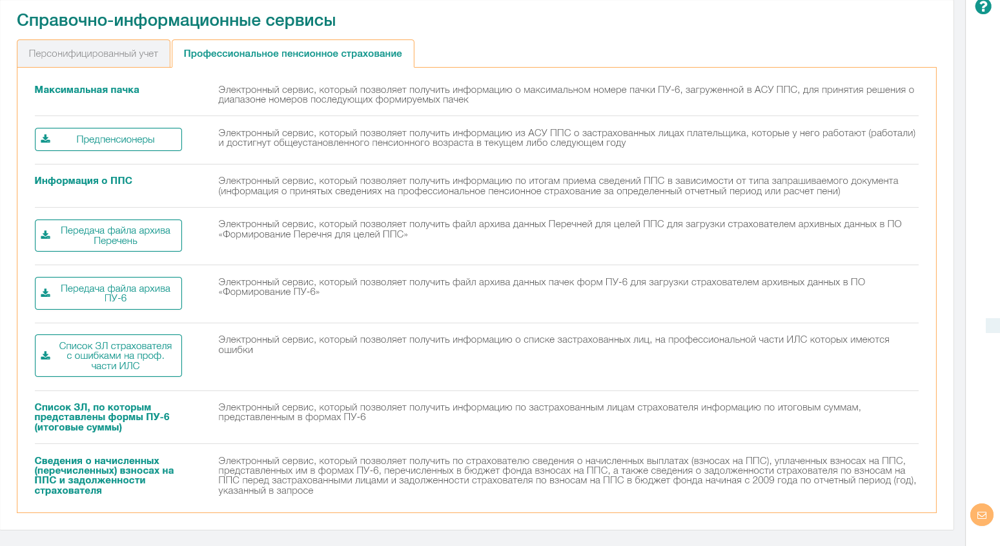 Справочно-информационные сервисы
Персонифицированный учет
Профессиональное пенсионное страхование
Максимальная пачка
Электронный сервис, который позволяет получить информацию о максимальном номере пачки ПУ-6, загруженной в АСУ ППС, для принятия решения о
диапазоне номеров последующих формируемых пачек
Предпенсионеры
Электронный сервис, который позволяет получить информацию из АСУ ППС о застрахованных лицах плательщика, которые у него работают (работали)
и достигнут общеустановленного пенсионного возраста в текущем либо следующем году
Информация о ППС
Электронный сервис, который позволяет получить информацию по итогам приема сведений ППС в зависимости от типа запрашиваемого документа
(информация о принятых сведениях на профессиональное пенсионное страхование за определенный отчетный период или расчет пени)
Передача файла архива
Перечень
Электронный сервис, который позволяет получить файл архива данных Перечней для целей ППС для загрузки страхователем архивных данных в ПО
«Формирование Перечня для целей ППС»
Передача файла архива
ПУ-6
Электронный сервис, который позволяет получить файл архива данных пачек форм ПУ-6 для загрузки страхователем архивных данных в ПО
«Формирование ПУ-6»
Список ЗЛ страхователя
с ошибками на проф.
части ИЛС
Электронный сервис, который позволяет получить информацию о списке застрахованных лиц, на профессиональной части ИЛС которых имеются
ошибки
Список ЗЛ, по которым
представлены формы ПУ-6
(итоговые суммы)
Электронный сервис, который позволяет получить информацию по застрахованным лицам страхователя информацию по итоговым суммам,
представленным в формах ПУ-6
Сведения о начисленных
(перечисленных) взносах на
ППС и задолженности
страхователя
Электронный сервис, который позволяет получить по страхователю сведения о начисленных выплатах (взносах на ППС), уплаченных взносах на ППС,
представленных им в формах ПУ-6, перечисленных в бюджет фонда взносах на ППС, а также сведения о задолженности страхователя по взносам на
ППС перед застрахованными лицами и задолженности страхователя по взносам на ППС в бюджет фонда начиная с 2009 года по отчетный период (год),
указанный в запросе